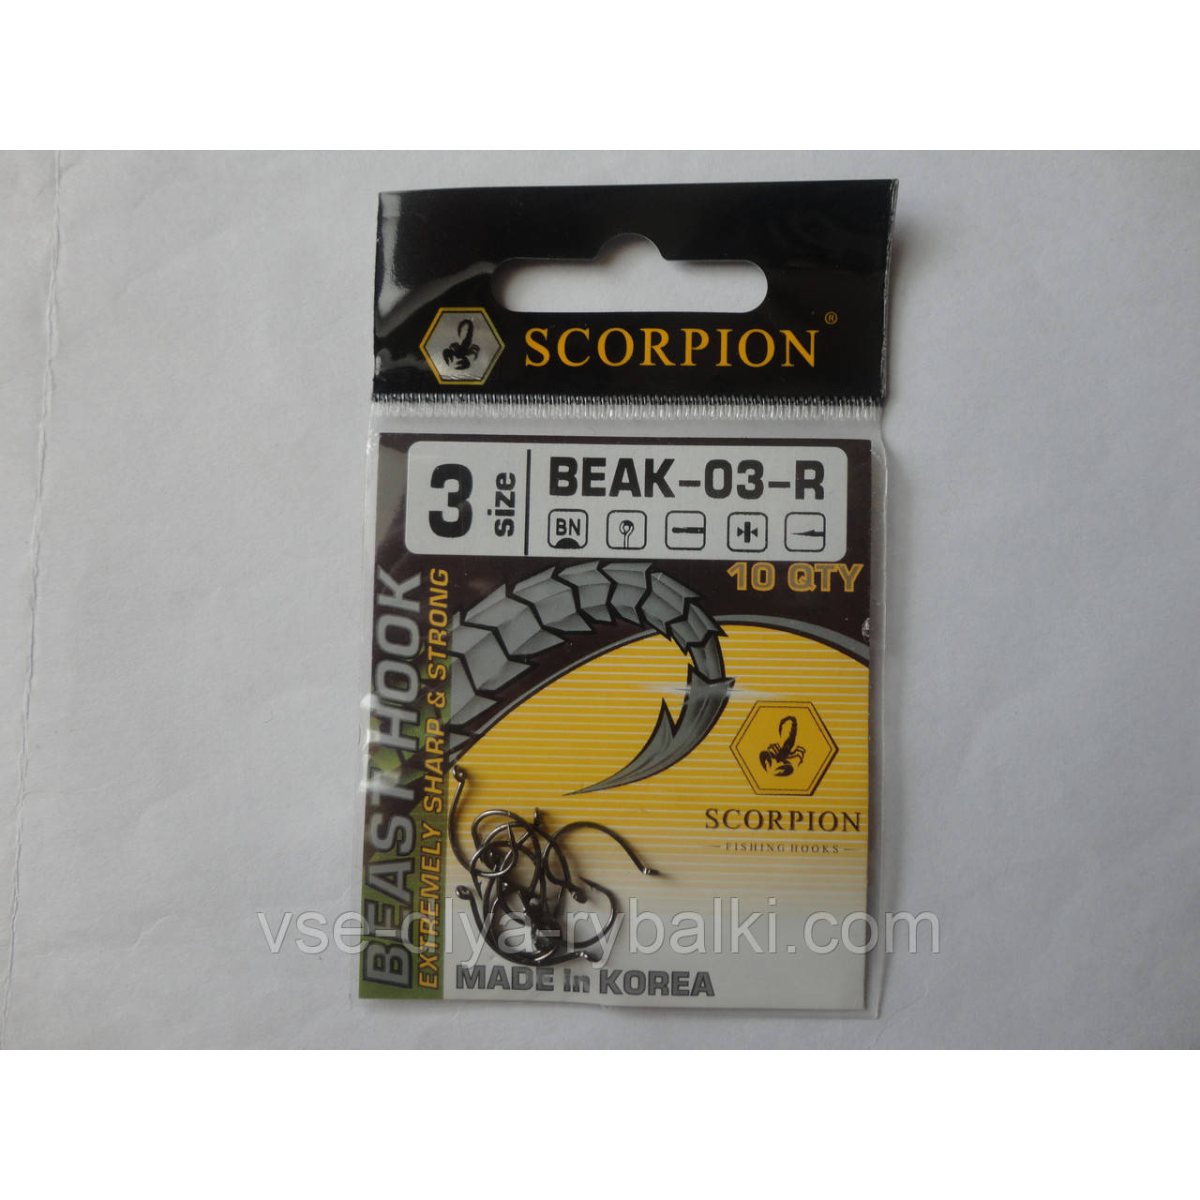 SCORPION®
3 size
BEAK-03-R
BN
10 QTY
BEAST HOOK
EXTREMELY SHARP & STRONG
SCORPION
- FISHING HOOKS -
vse-dlya-rybalki.com
MADE in KOREA